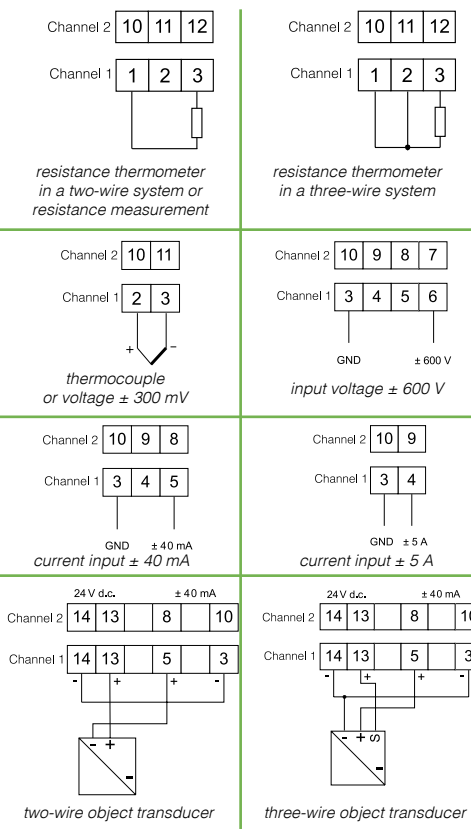 Channel 2 10 11 12
Channel 1 1 2 3
resistance thermometer
in a two-wire system or
resistance measurement
Channel 2 10 11 12
Channel 1 1 2 3
resistance thermometer
in a three-wire system
Channel 2 10 11
Channel 1 2 3
+ -
thermocouple
or voltage ± 300 mV
Channel 2 10 9 8 7
Channel 1 3 4 5 6
GND ± 600 V
input voltage ± 600 V
Channel 2 10 9 8
Channel 1 3 4 5
GND ± 40 mA
current input ± 40 mA
Channel 2 10 9
Channel 1 3 4
GND ± 5 A
current input ± 5 A
24 V d.c. ± 40 mA
Channel 2 14 13 8 10
Channel 1 14 13 5 3
- + + -
- +
-
two-wire object transducer
24 V d.c. ± 40 mA
Channel 2 14 13 8 10
Channel 1 14 13 5 3
- + + -
- + S
-
three-wire object transducer